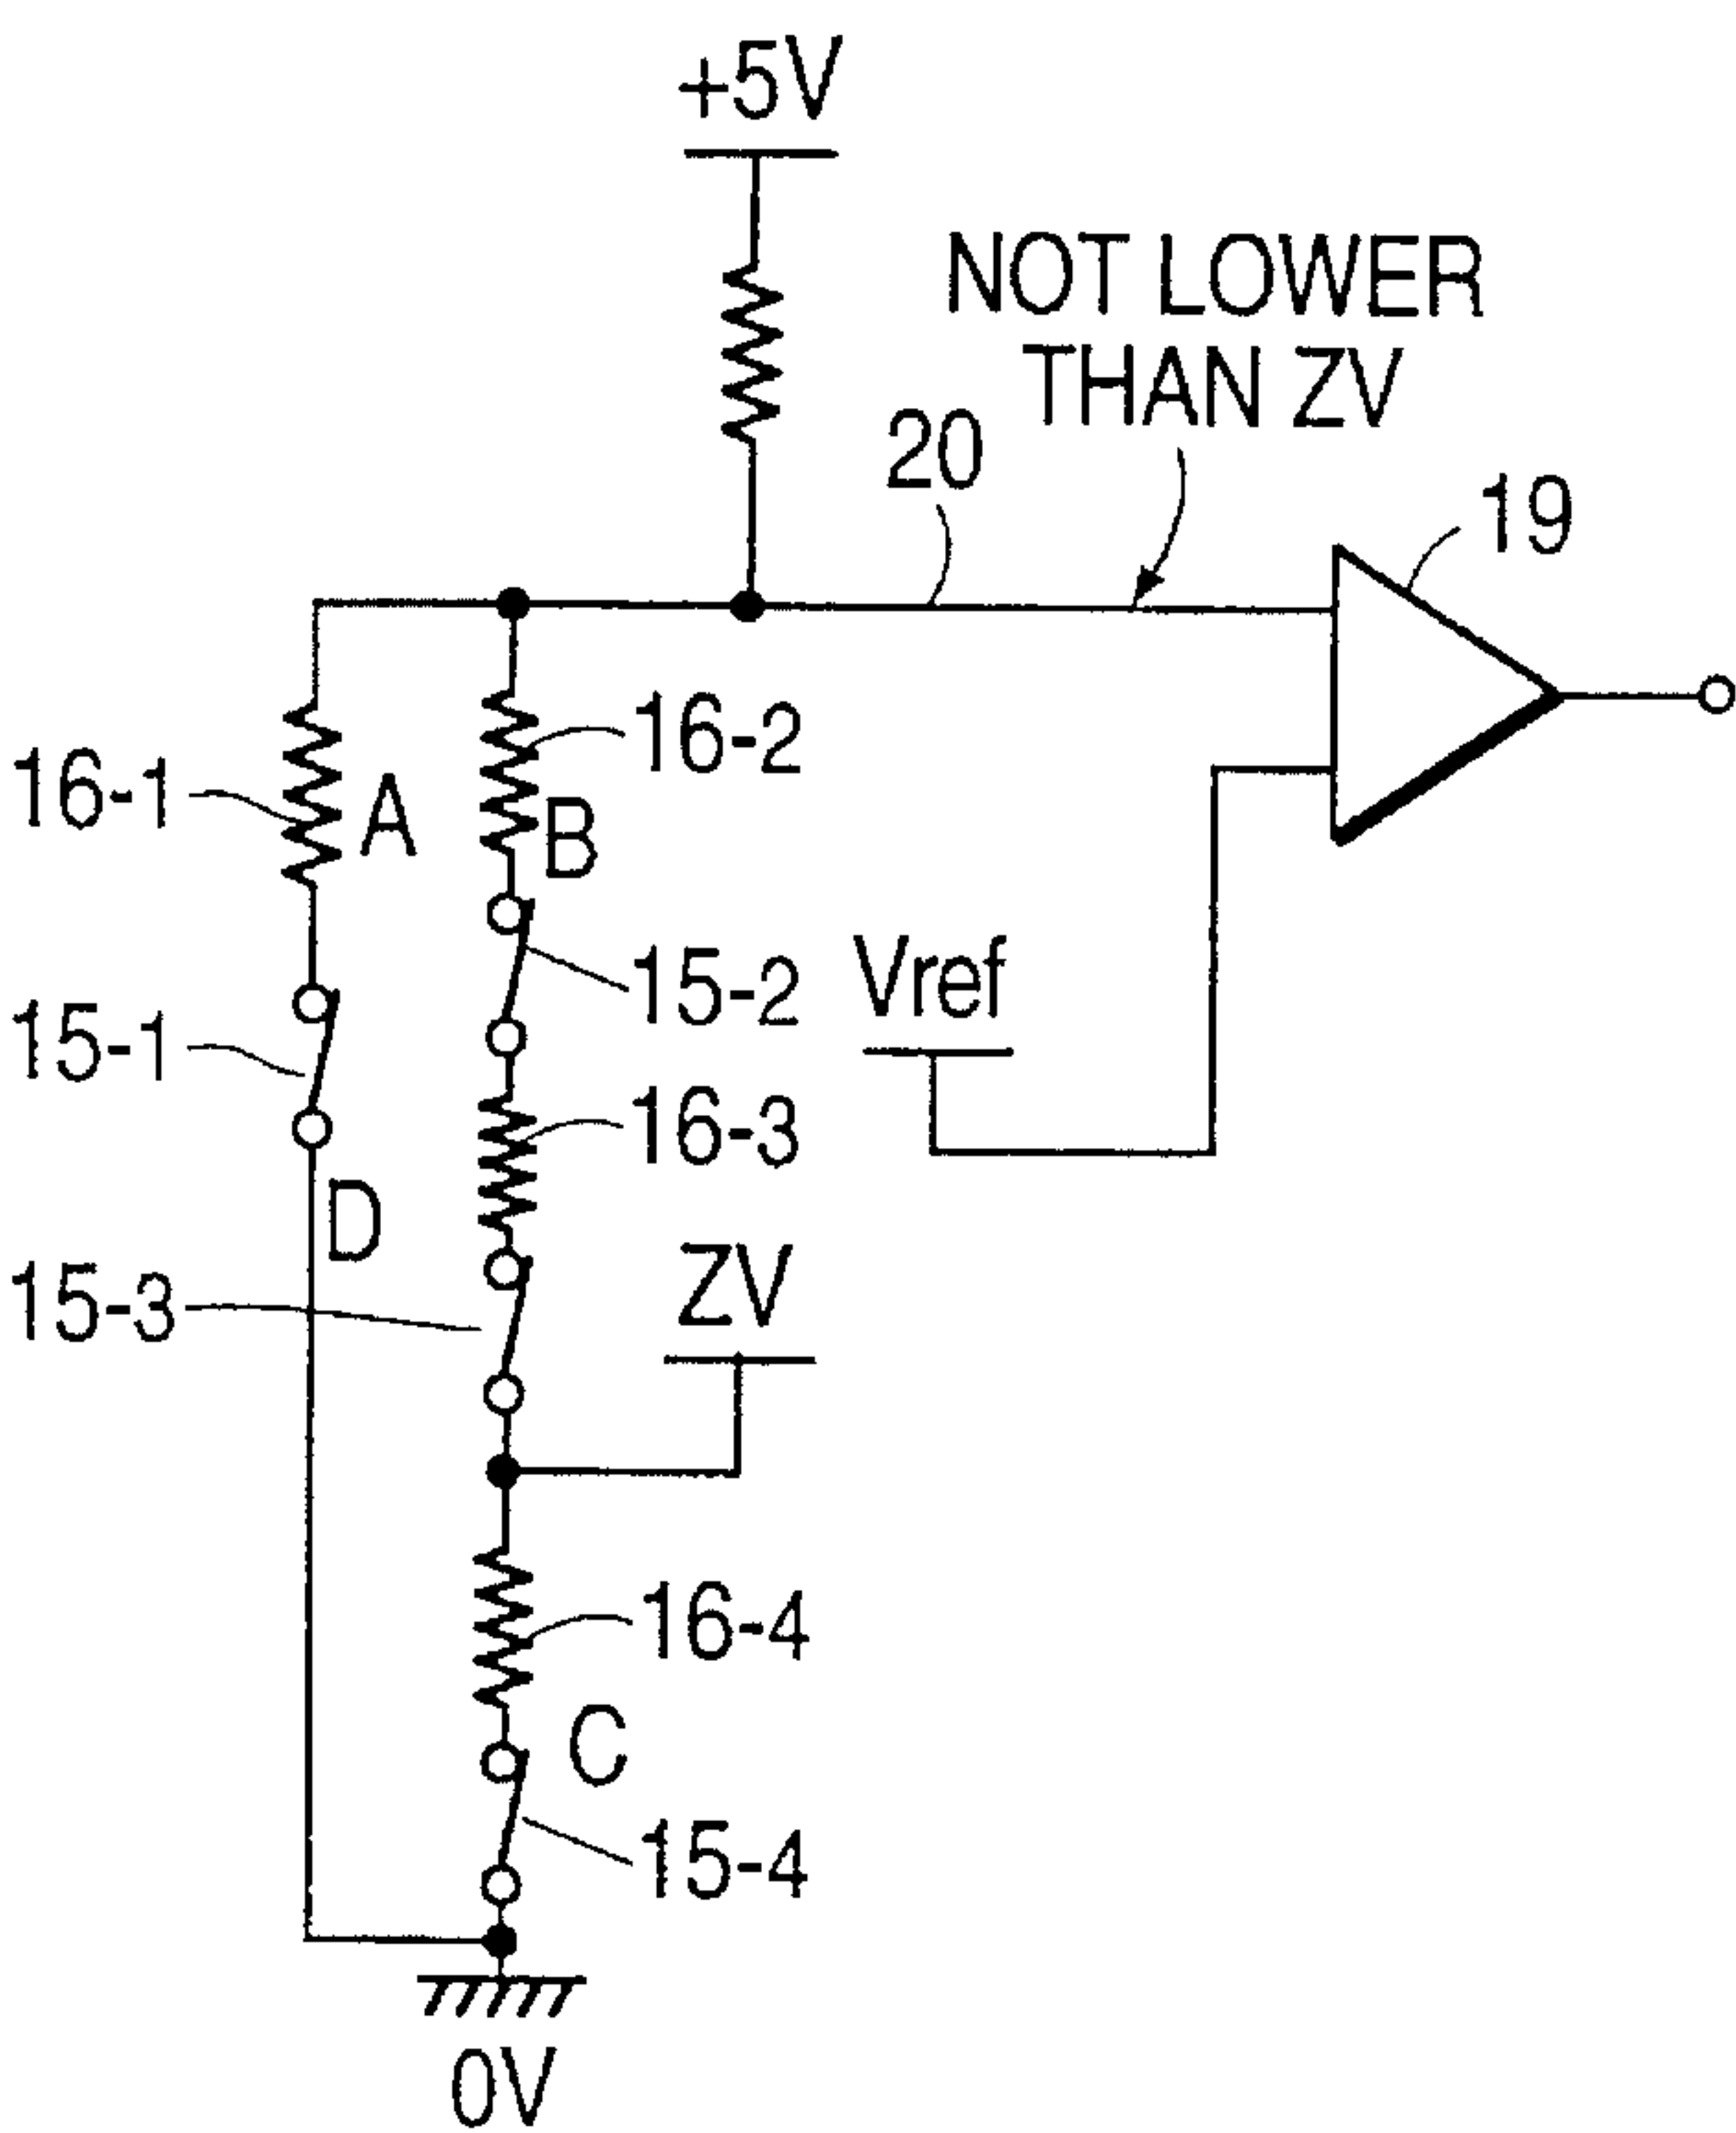 +5V
NOT LOWER
THAN ZV
20
19
16-1
A
16-2
B
15-1
15-2
Vref
16-3
D
15-3
ZV
16-4
C
15-4
0V